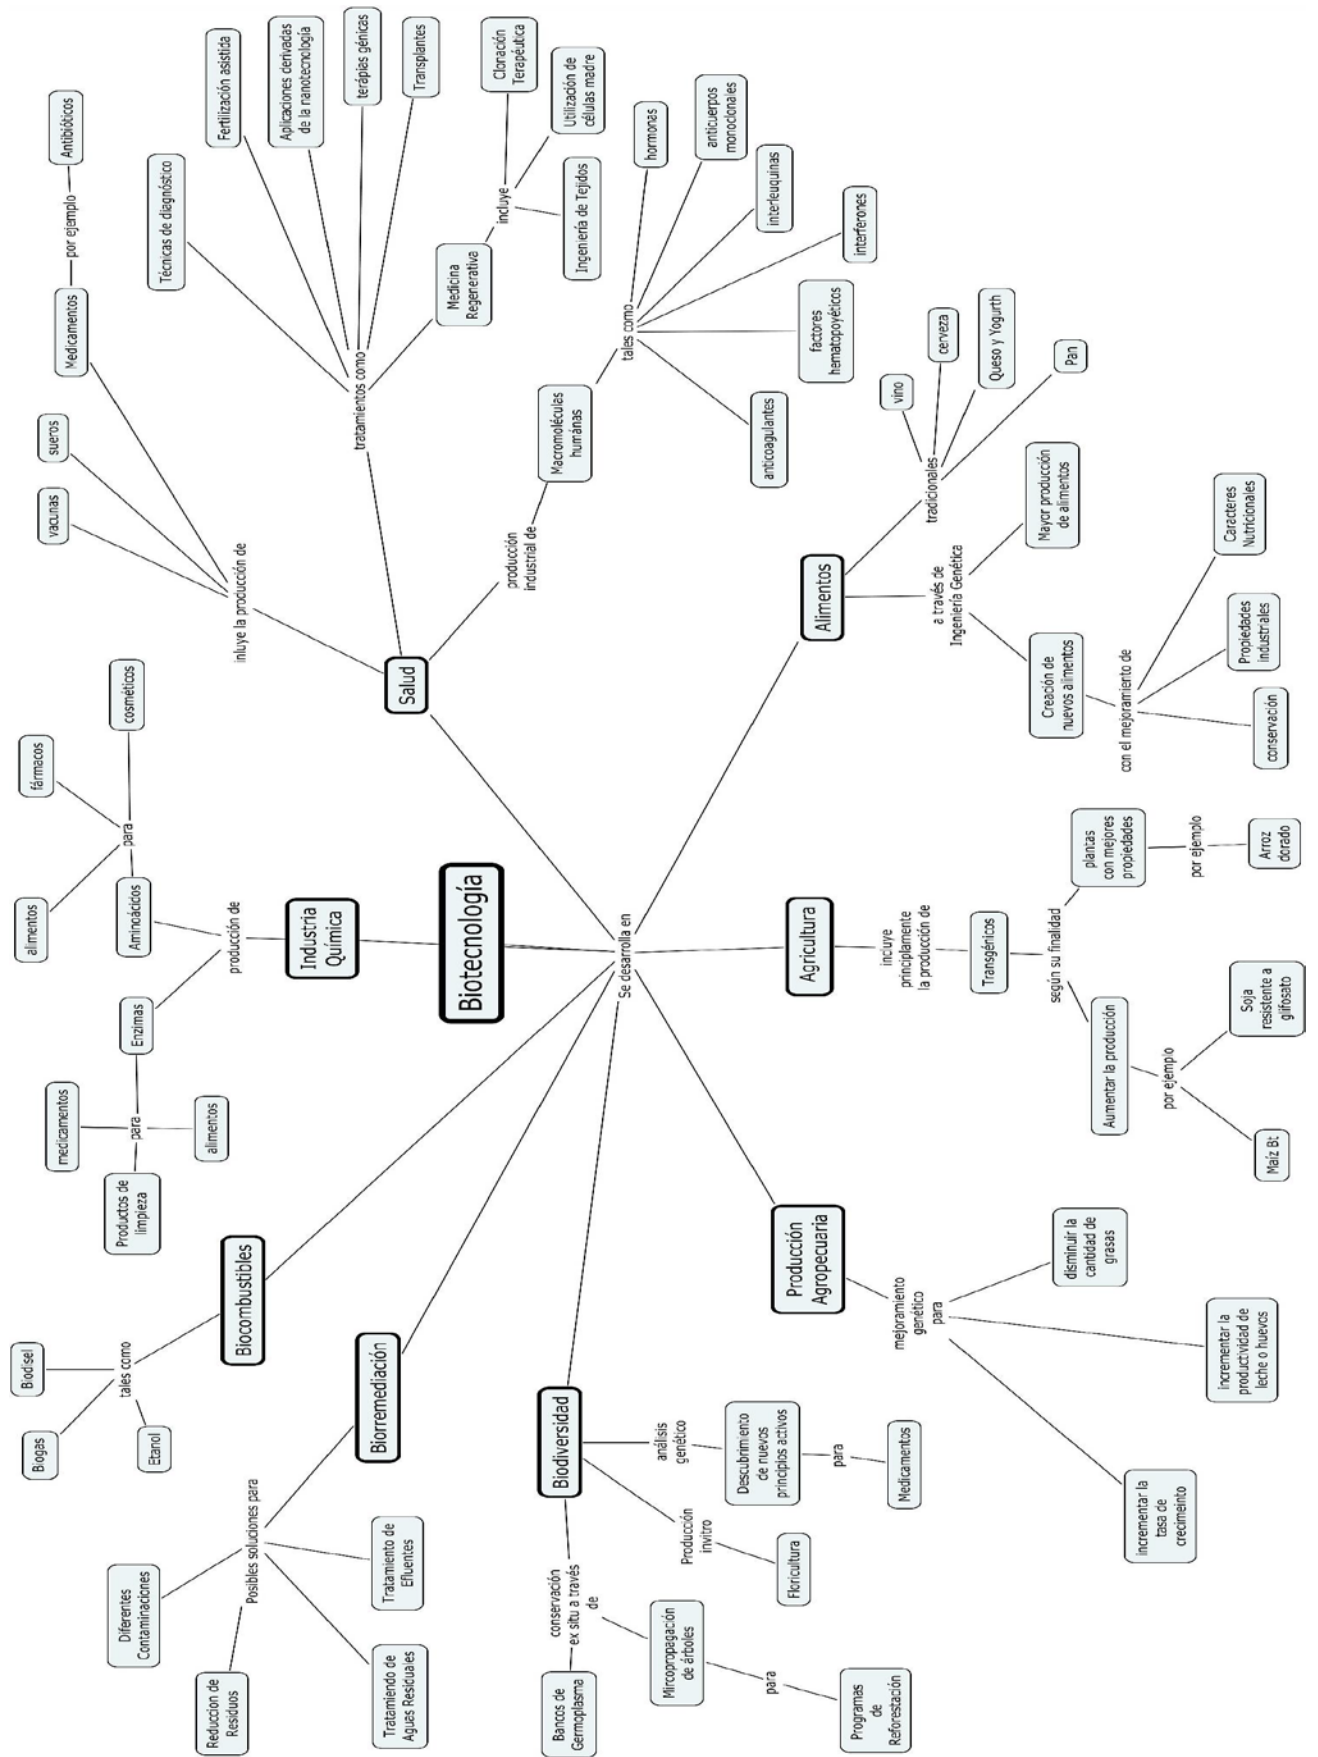 Biotecnología
Se desarrolla en
Industria
Química
producción de
Enzimas
para
medicamentos
Productos de
limpieza
alimentos
Aminoácidos
para
alimentos
fármacos
cosméticos
Salud
inluye la producción de
vacunas
sueros
Medicamentos
por ejemplo
Antibióticos
tratamientos como
Técnicas de diagnóstico
Fertilización asistida
Aplicaciones derivadas
de la nanotecnología
terápias génicas
Transplantes
Medicina
Regenerativa
incluye
Clonación
Terapéutica
Utilización de
células madre
Ingeniería de Tejidos
producción
industrial de
Macromoléculas
humánas
tales como
hormonas
anticuerpos
monoclonales
interleuquinas
interferones
factores
hematopoyéticos
anticoagulantes
Alimentos
tradicionales
vino
cerveza
Queso y Yogurth
Pan
a través de
Ingeniería Genética
Mayor producción
de alimentos
Creación de
nuevos alimentos
con el mejoramiento de
Caracteres
Nutricionales
Propiedades
industriales
conservación
Agricultura
incluye
principlamente
la producción de
Transgénicos
según su finalidad
plantas
con mejores
propiedades
por ejemplo
Arroz
dorado
Aumentar la producción
por ejemplo
Soja
resistente a
glifosato
Maíz Bt
Producción
Agropecuaria
mejoramiento
genético
para
disminuir la
cantidad de
grasas
incrementar la
productividad de
leche o huevos
incrementar la
tasa de
crecimeinto
Biodiversidad
análisis
genético
Descubrimiento
de nuevos
principios activos
para
Medicamentos
Producción
invitro
Floricultura
conservación
ex situ a través
de
Bancos de
Germoplasma
Mircopropagación
de árboles
para
Programas
de
Reforestación
Biorremediación
Posibles soluciones para
Diferentes
Contaminaciones
Reduccion de
Residuos
Tratamiendo de
Aguas Residuales
Tratamiento de
Efluentes
Biocombustibles
tales como
Biodisel
Biogas
Etanol